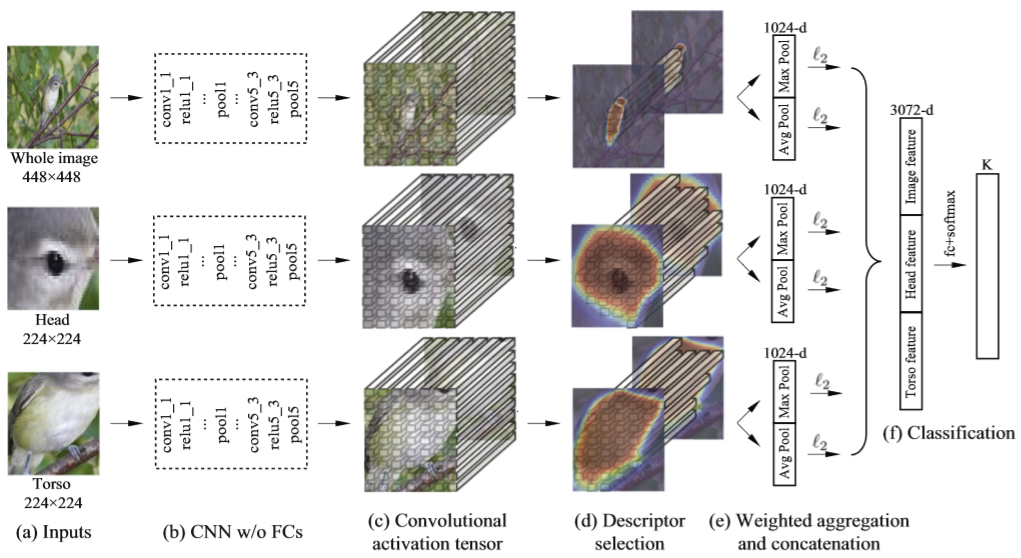 Whole image
448×448
conv1_1
relu1_1
...
pool1
...
conv5_3
relu5_3
pool5
1024-d
Max Pool
Avg Pool
ℓ2
ℓ2
Head
224×224
conv1_1
relu1_1
...
pool1
...
conv5_3
relu5_3
pool5
1024-d
Max Pool
Avg Pool
ℓ2
ℓ2
Torso
224×224
conv1_1
relu1_1
...
pool1
...
conv5_3
relu5_3
pool5
1024-d
Max Pool
Avg Pool
ℓ2
ℓ2
3072-d
Image feature
Head feature
Torso feature
fc+softmax
K
(a) Inputs
(b) CNN w/o FCs
(c) Convolutional
activation tensor
(d) Descriptor
selection
(e) Weighted aggregation
and concatenation
(f) Classification